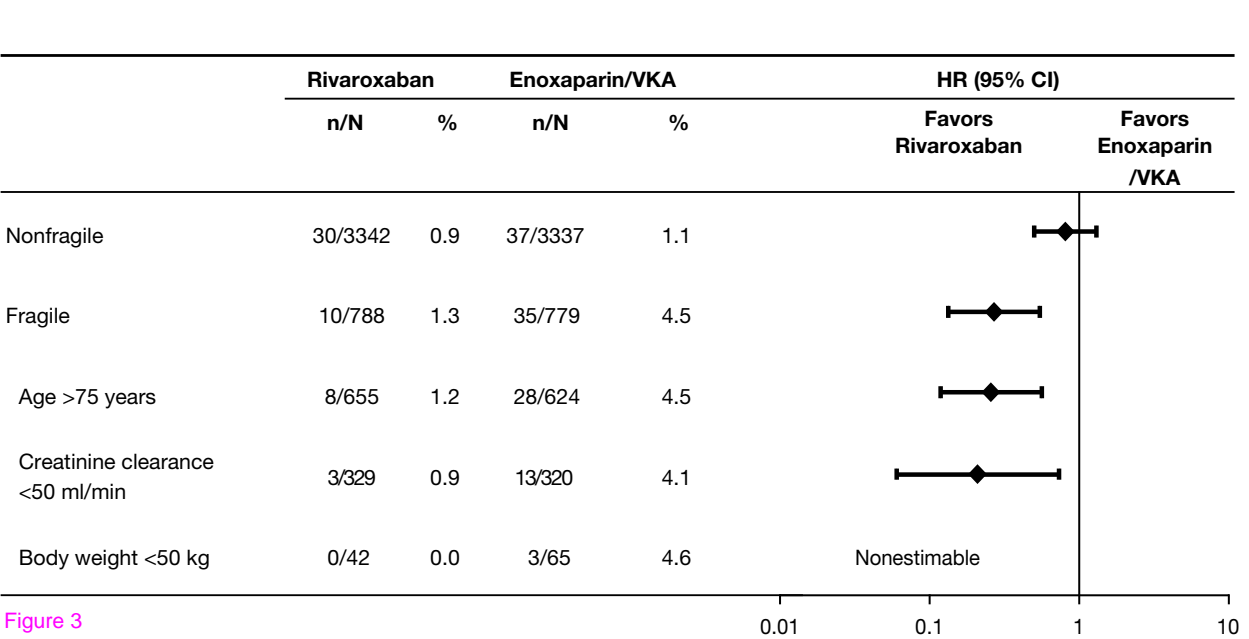 Rivaroxaban Enoxaparin/VKA HR (95% CI)
n/N % n/N % Favors Rivaroxaban Favors Enoxaparin /VKA
Nonfragile 30/3342 0.9 37/3337 1.1
Fragile 10/788 1.3 35/779 4.5
Age >75 years 8/655 1.2 28/624 4.5
Creatinine clearance
<50 ml/min 3/329 0.9 13/320 4.1
Body weight <50 kg 0/42 0.0 3/65 4.6 Nonestimable
0.01 0.1 1 10
Figure 3